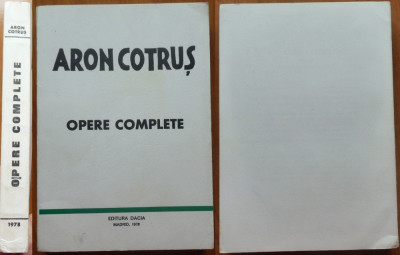 ARON
COTRUȘ
OPERE COMPLETE
1978
ARON COTRUȘ
OPERE COMPLETE
EDITURA DACIA
MADRID, 1978